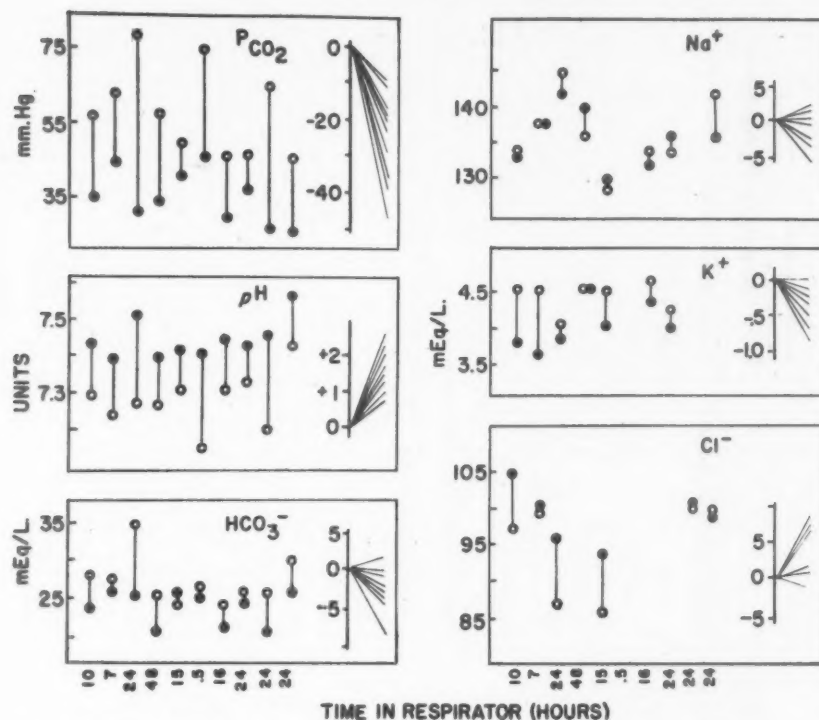 P CO2
mm.Hg
75
55
35
0
-10
-20
-40
pH
UNITS
7.5
7.3
+2
+1
0
HCO3-
mEq/L.
35
25
5
0
-5
10 7 24 48 15 .5 16 24 24 24
Na+
140
130
5
0
-5
K+
mEq/L.
4.5
3.5
0
-.5
-1.0
Cl-
105
95
85
5
0
-5
10 7 24 48 15 .5 16 24 24
TIME IN RESPIRATOR (HOURS)